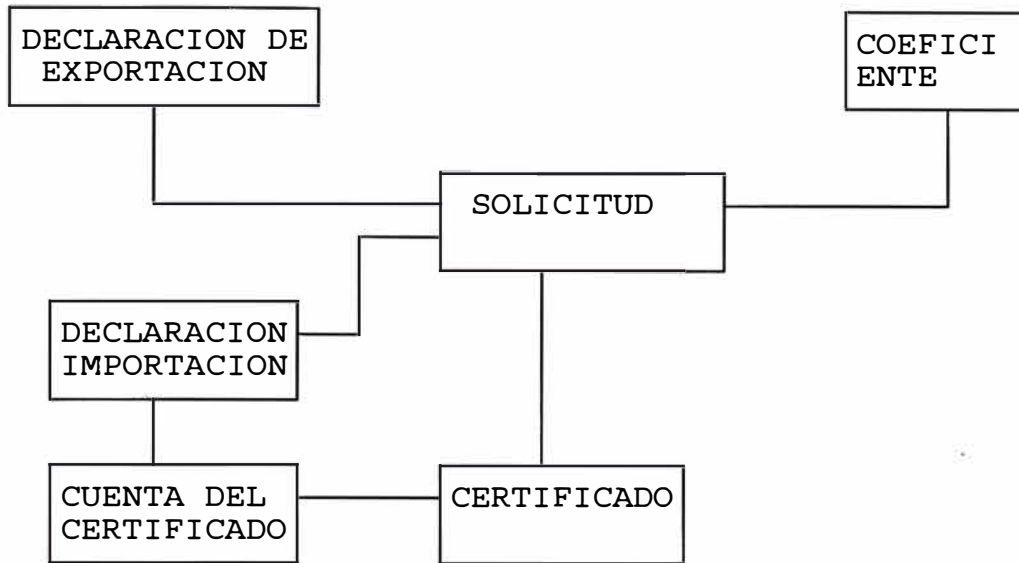 DECLARACION DE
EXPORTACION
COEFICI
ENTE
SOLICITUD
DECLARACION
IMPORTACION
CUENTA DEL
CERTIFICADO
CERTIFICADO